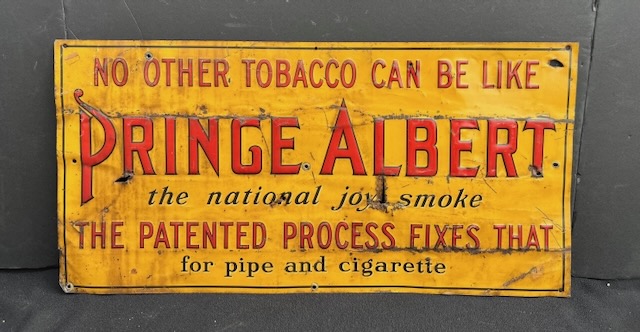 NO OTHER TOBACCO CAN BE LIKE
PRINGE ALBERT
the national joy smoke
THE PATENTED PROCESS FIXES THAT
for pipe and cigarette